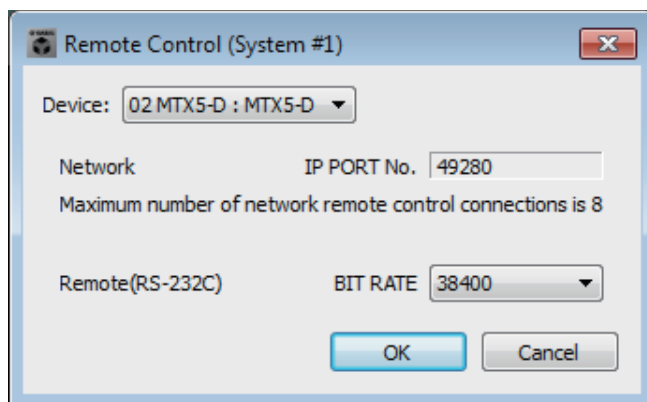 Remote Control (System #1)
Device: 02 MTX5-D : MTX5-D
Network IP PORT No. 49280
Maximum number of network remote control connections is 8
Remote(RS-232C) BIT RATE 38400
OK Cancel